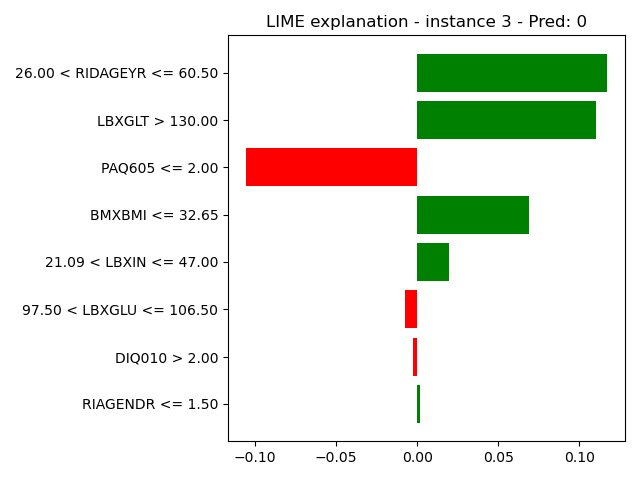 LIME explanation - instance 3 - Pred: 0
26.00 < RIDAGEYR <= 60.50
LBXGLT > 130.00
PAQ605 <= 2.00
BMXBMI <= 32.65
21.09 < LBXIN <= 47.00
97.50 < LBXGLU <= 106.50
DIQ010 > 2.00
RIAGENDR <= 1.50
−0.10 −0.05 0.00 0.05 0.10